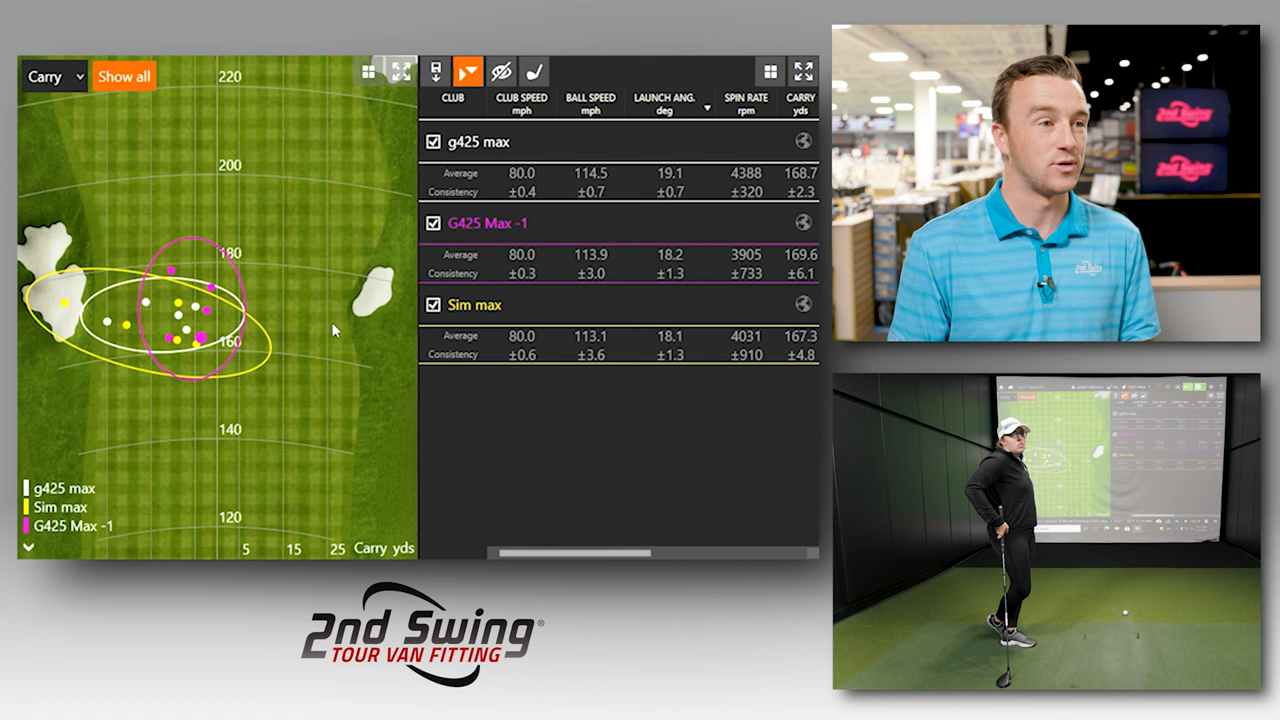 Carry
Show all
220
200
180
160
140
120
5 15 25 Carry yds
g425 max
Sim max
G425 Max -1
CLUB CLUB SPEED BALL SPEED LAUNCH ANG. SPIN RATE CARRY
mph mph deg rpm yds
g425 max
Average 80.0 114.5 19.1 4388 168.7
Consistency ±0.4 ±0.7 ±0.7 ±320 ±2.3
G425 Max -1
Average 80.0 113.9 18.2 3905 169.6
Consistency ±0.3 ±3.0 ±1.3 ±733 ±6.1
Sim max
Average 80.0 113.1 18.1 4031 167.3
Consistency ±0.6 ±3.6 ±1.3 ±910 ±4.8
2nd Swing
2nd Swing
2nd Swing
2nd Swing®
TOUR VAN FITTING